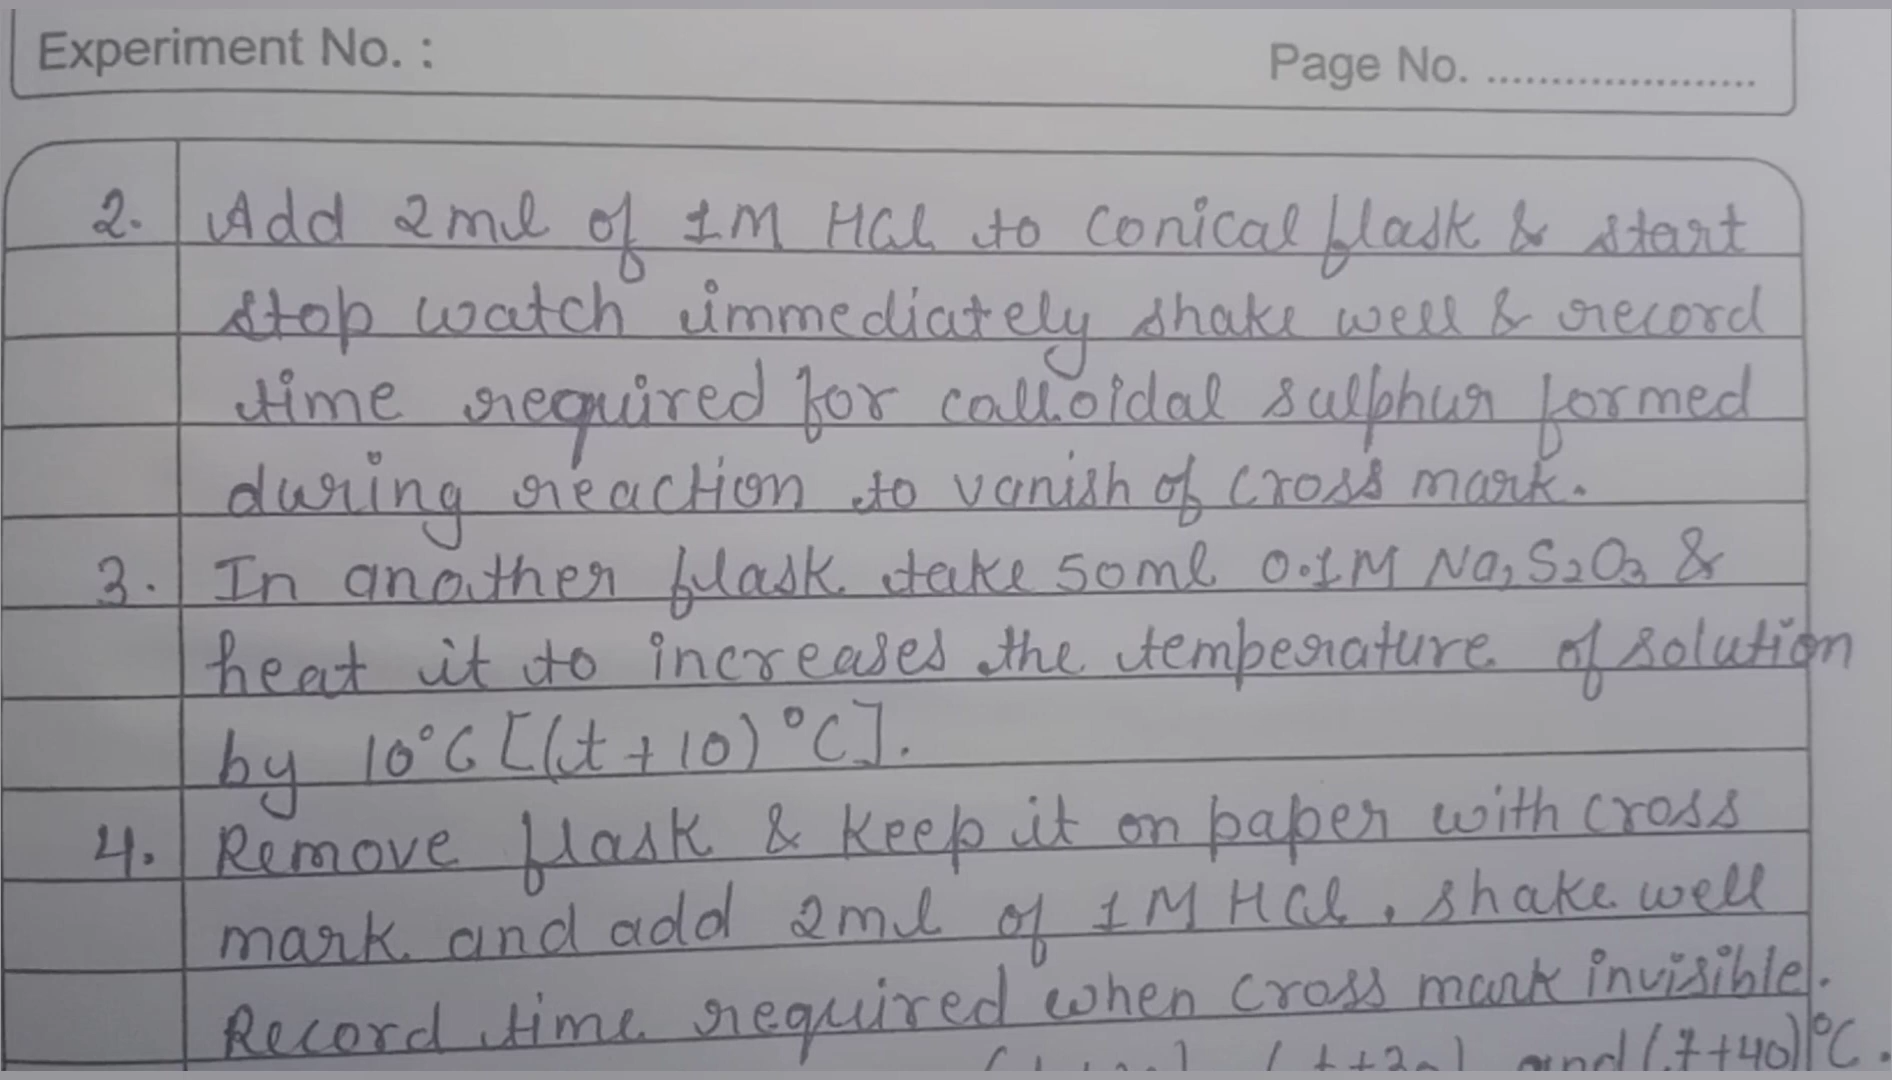 Experiment No. :
Page No. ......................
2. Add 2ml of 1M HCl to conical flask & start
stop watch immediately shake well & record
time required for colloidal sulphur formed
during reaction to vanish of cross mark.
3. In another flask take 50ml 0.1M Na2S2O3 &
heat it to increases the temperature of solution
by 10°C [(t+10)°C].
4. Remove flask & keep it on paper with cross
mark and add 2ml of 1M HCl. shake well
Record time required when cross mark invisible.
and (t+40)°C.